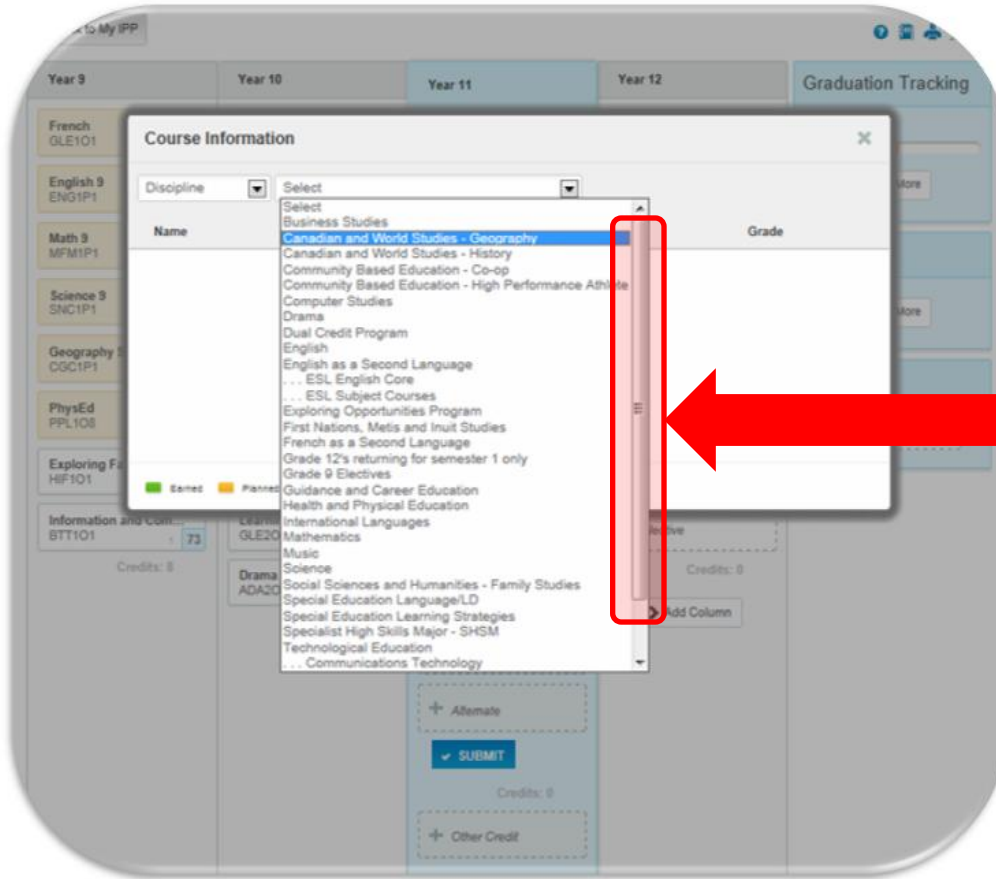 to My IPP
Year 9
Year 10
Year 11
Year 12
Graduation Tracking
French
GLE1O1
English 9
ENG1P1
Math 9
MFM1P1
Science 9
SNC1P1
Geography
CGC1P1
PhysEd
PPL1O8
Exploring Fa
HIF1O1
Information and Com...
BTT1O1
73
Credits: 8
Course Information
Discipline
Select
Name
Grade
Select
Business Studies
Canadian and World Studies - Geography
Canadian and World Studies - History
Community Based Education - Co-op
Community Based Education - High Performance Athlete
Computer Studies
Drama
Dual Credit Program
English
English as a Second Language
. . . ESL English Core
. . . ESL Subject Courses
Exploring Opportunities Program
First Nations, Metis and Inuit Studies
French as a Second Language
Grade 12's returning for semester 1 only
Grade 9 Electives
Guidance and Career Education
Health and Physical Education
International Languages
Mathematics
Music
Science
Social Sciences and Humanities - Family Studies
Special Education Language/LD
Special Education Learning Strategies
Specialist High Skills Major - SHSM
Technological Education
. . . Communications Technology
Earned
Planned
More
More
GLE2O
Drama
ADA2O
Credits: 0
Add Column
+ Alternate
SUBMIT
Credits: 0
+ Other Credit